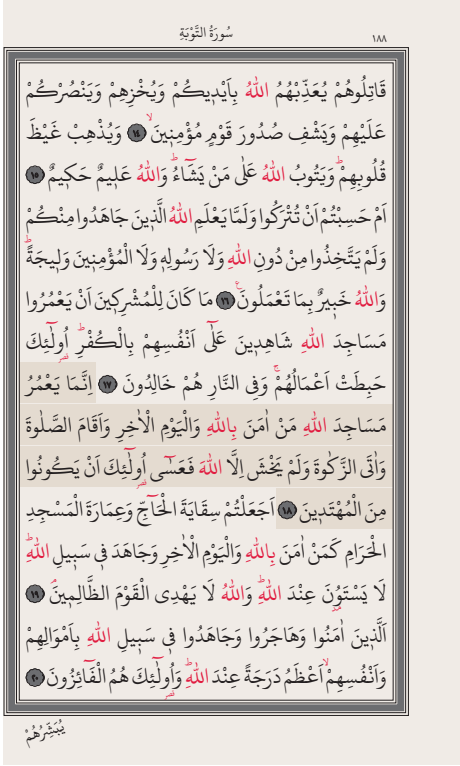 سُورَةُ التَّوْبَةِ ١٨٨
قَاتِلُوهُمْ يُعَذِّبْهُمُ اللّٰهُ بِاَيْدٖيكُمْ وَيُخْزِهِمْ وَيَنْصُرْكُمْ
عَلَيْهِمْ وَيَشْفِ صُدُورَ قَوْمٍ مُؤْمِنٖينَۙ ١٤ وَيُذْهِبْ غَيْظَ
قُلُوبِهِمْؕ وَيَتُوبُ اللّٰهُ عَلٰى مَنْ يَشَٓاءُؕ وَاللّٰهُ عَلٖيمٌ حَكٖيمٌ ١٥
اَمْ حَسِبْتُمْ اَنْ تُتْرَكُوا وَلَمَّا يَعْلَمِ اللّٰهُ الَّذٖينَ جَاهَدُوا مِنْكُمْ
وَلَمْ يَتَّخِذُوا مِنْ دُونِ اللّٰهِ وَلَا رَسُولِهٖ وَلَا الْمُؤْمِنٖينَ وَلٖيجَةًؕ
وَاللّٰهُ خَبٖيرٌ بِمَا تَعْمَلُونَࣖ ١٦ مَا كَانَ لِلْمُشْرِكٖينَ اَنْ يَعْمُرُوا
مَسَاجِدَ اللّٰهِ شَاهِدٖينَ عَلٰٓى اَنْفُسِهِمْ بِالْكُفْرِؕ اُو۬لٰٓئِكَ
حَبِطَتْ اَعْمَالُهُمْۚ وَفِى النَّارِ هُمْ خَالِدُونَ ١٧ اِنَّمَا يَعْمُرُ
مَسَاجِدَ اللّٰهِ مَنْ اٰمَنَ بِاللّٰهِ وَالْيَوْمِ الْاٰخِرِ وَاَقَامَ الصَّلٰوةَ
وَاٰتَى الزَّكٰوةَ وَلَمْ يَخْشَ اِلَّا اللّٰهَ فَعَسٰٓى اُو۬لٰٓئِكَ اَنْ يَكُونُوا
مِنَ الْمُهْتَدٖينَ ١٨ اَجَعَلْتُمْ سِقَايَةَ الْحَٓاجِّ وَعِمَارَةَ الْمَسْجِدِ
الْحَرَامِ كَمَنْ اٰمَنَ بِاللّٰهِ وَالْيَوْمِ الْاٰخِرِ وَجَاهَدَ فٖى سَبٖيلِ اللّٰهِؕ
لَا يَسْتَوُ۫نَ عِنْدَ اللّٰهِؕ وَاللّٰهُ لَا يَهْدِى الْقَوْمَ الظَّالِمٖينَۘ ١٩
اَلَّذٖينَ اٰمَنُوا وَهَاجَرُوا وَجَاهَدُوا فٖى سَبٖيلِ اللّٰهِ بِاَمْوَالِهِمْ
وَاَنْفُسِهِمْۙ اَعْظَمُ دَرَجَةً عِنْدَ اللّٰهِؕ وَاُو۬لٰٓئِكَ هُمُ الْفَٓائِزُونَ ٢٠
يُبَشِّرُهُمْ